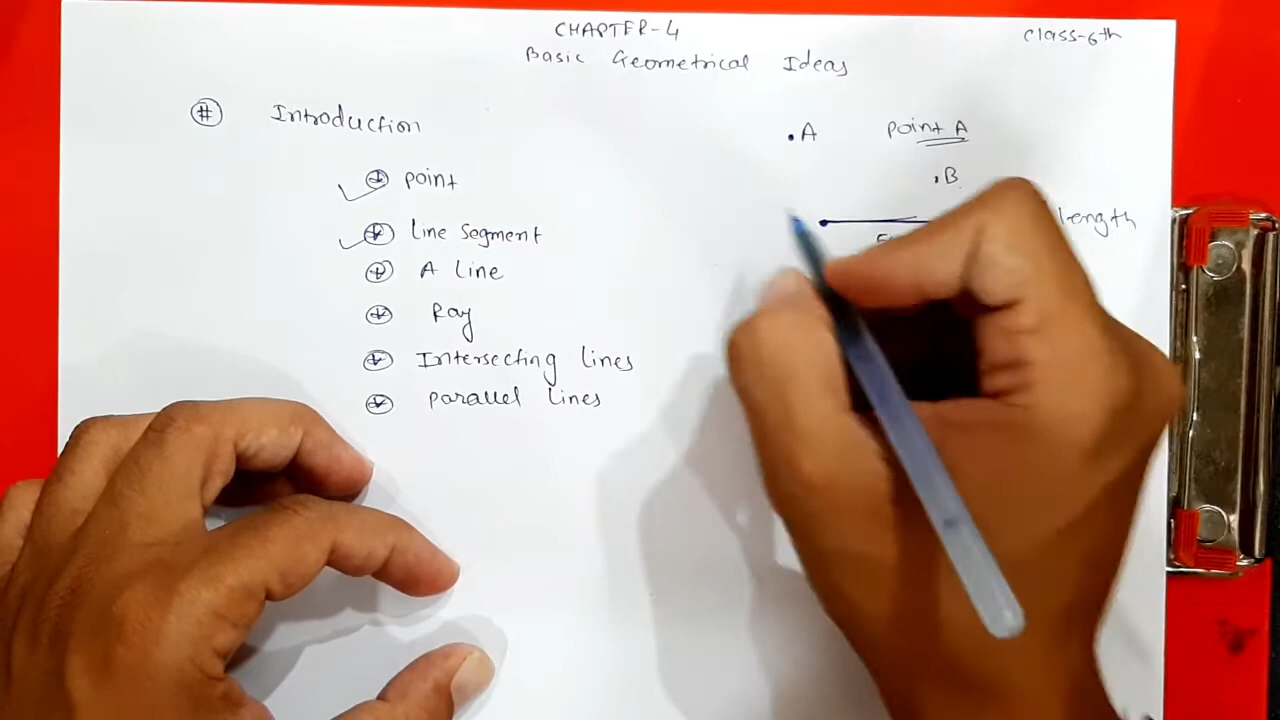 CHAPTER-4
Class-6th
Basic Geometrical Ideas
# Introduction
.A point A
+ point
.B
+ Line segment
length
+ A Line
+ Ray
+ Intersecting lines
+ parallel lines